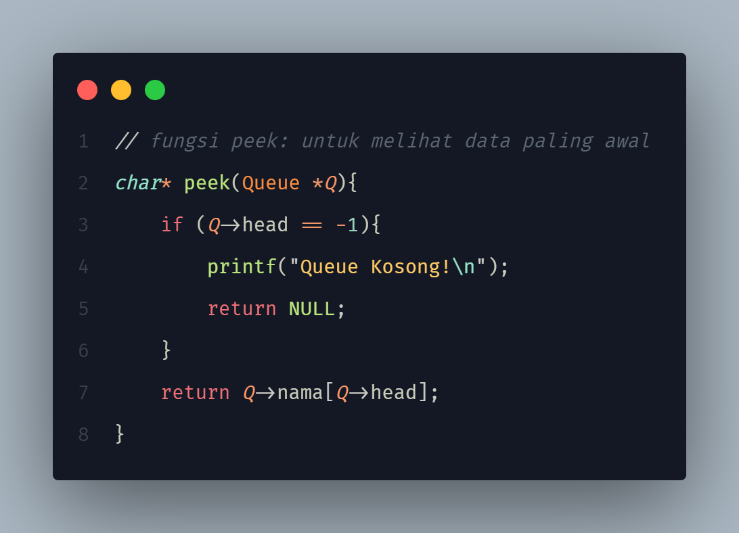 1 // fungsi peek: untuk melihat data paling awal
2 char* peek(Queue *Q){
3     if (Q->head == -1){
4         printf("Queue Kosong!\n");
5         return NULL;
6     }
7     return Q->nama[Q->head];
8 }